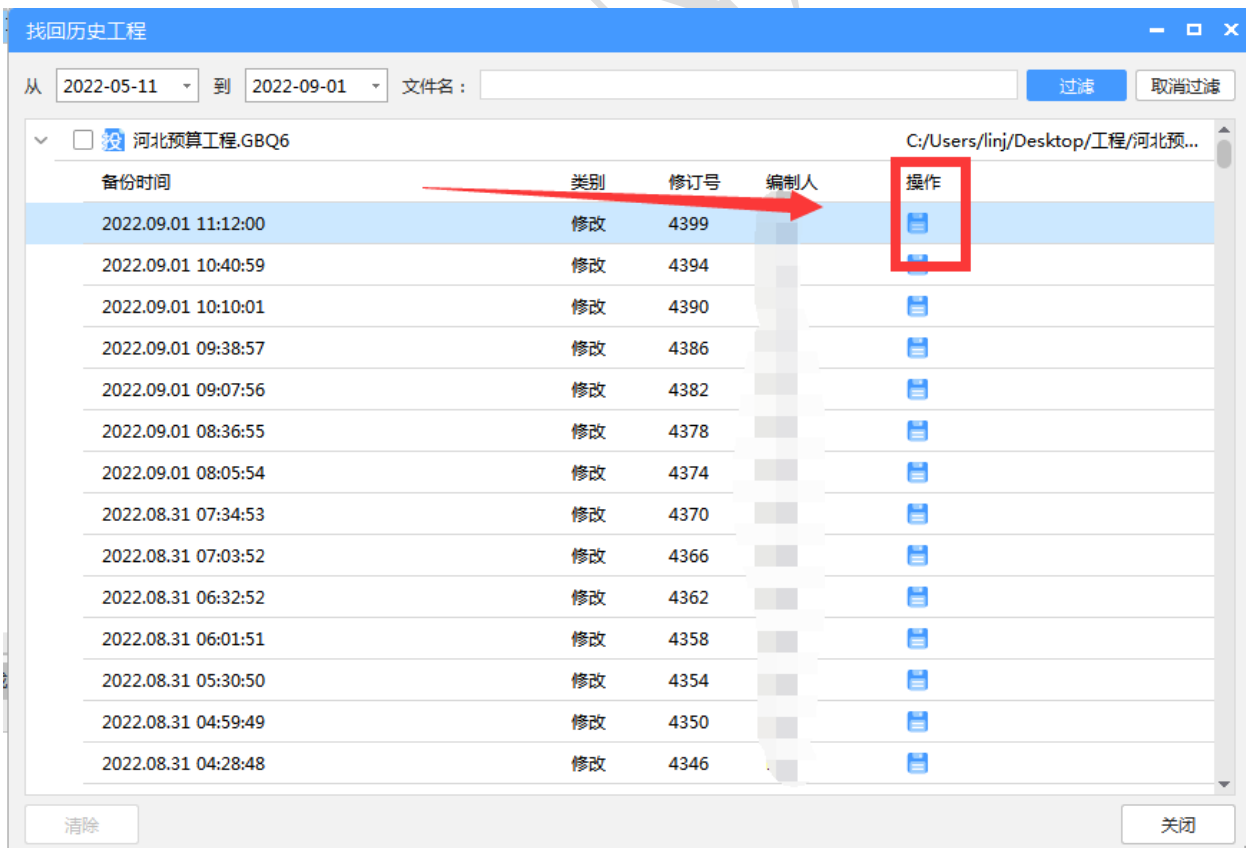 找回历史工程
从 2022-05-11 到 2022-09-01 文件名： 过滤 取消过滤
投 河北预算工程.GBQ6 C:/Users/linj/Desktop/工程/河北预...
备份时间 类别 修订号 编制人 操作
2022.09.01 11:12:00 修改 4399
2022.09.01 10:40:59 修改 4394
2022.09.01 10:10:01 修改 4390
2022.09.01 09:38:57 修改 4386
2022.09.01 09:07:56 修改 4382
2022.09.01 08:36:55 修改 4378
2022.09.01 08:05:54 修改 4374
2022.08.31 07:34:53 修改 4370
2022.08.31 07:03:52 修改 4366
2022.08.31 06:32:52 修改 4362
2022.08.31 06:01:51 修改 4358
2022.08.31 05:30:50 修改 4354
2022.08.31 04:59:49 修改 4350
2022.08.31 04:28:48 修改 4346
清除 关闭